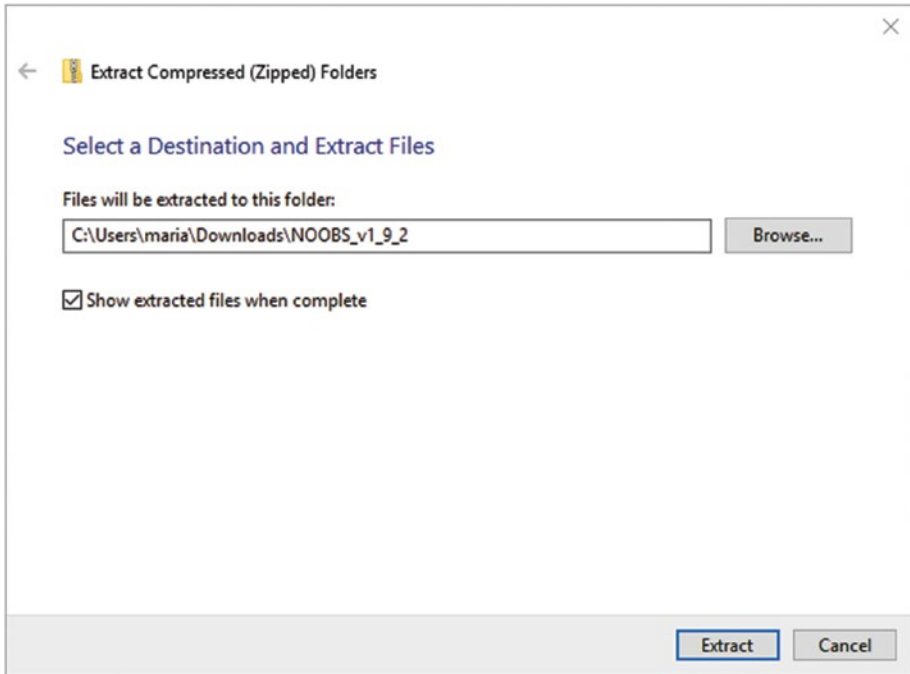 Extract Compressed (Zipped) Folders
Select a Destination and Extract Files
Files will be extracted to this folder:
C:\Users\maria\Downloads\NOOBS_v1_9_2
Browse...
Show extracted files when complete
Extract
Cancel